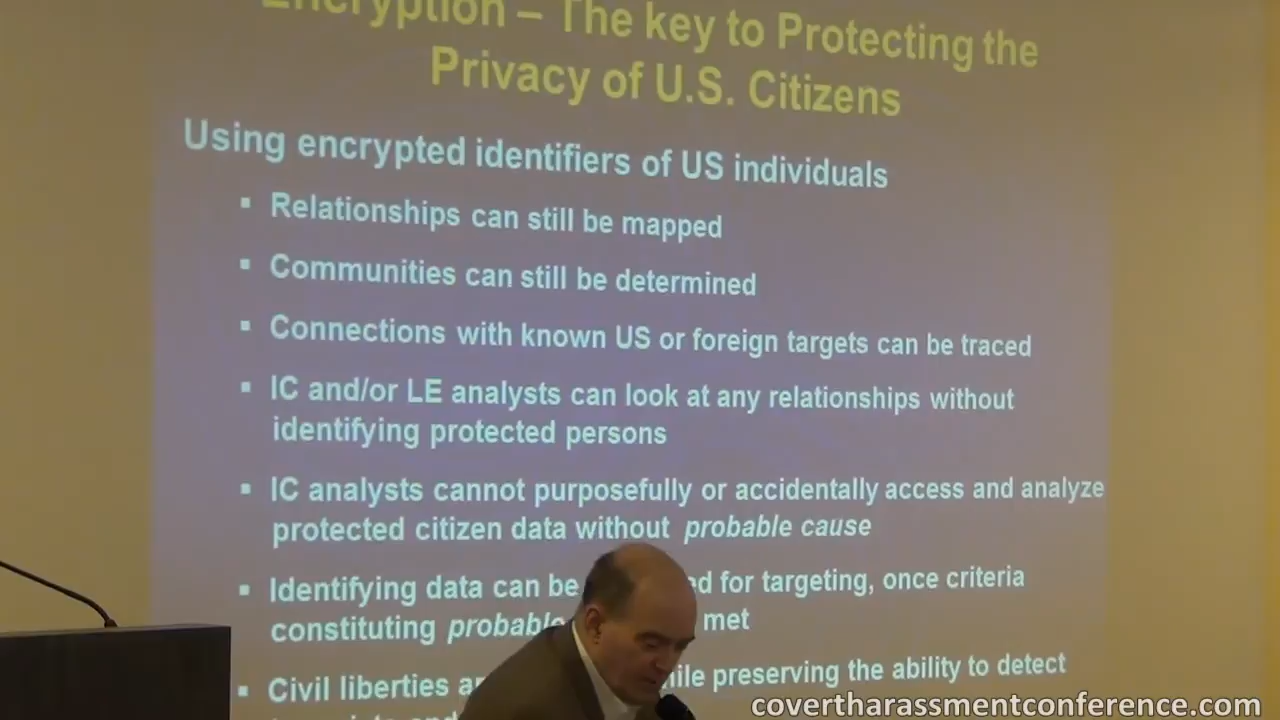 Encryption – The key to Protecting the
Privacy of U.S. Citizens
Using encrypted identifiers of US individuals
▪ Relationships can still be mapped
▪ Communities can still be determined
▪ Connections with known US or foreign targets can be traced
▪ IC and/or LE analysts can look at any relationships without
identifying protected persons
▪ IC analysts cannot purposefully or accidentally access and analyze
protected citizen data without probable cause
▪ Identifying data can be for targeting, once criteria
constituting probable met
▪ Civil liberties while preserving the ability to detect
covertharassmentconference.com